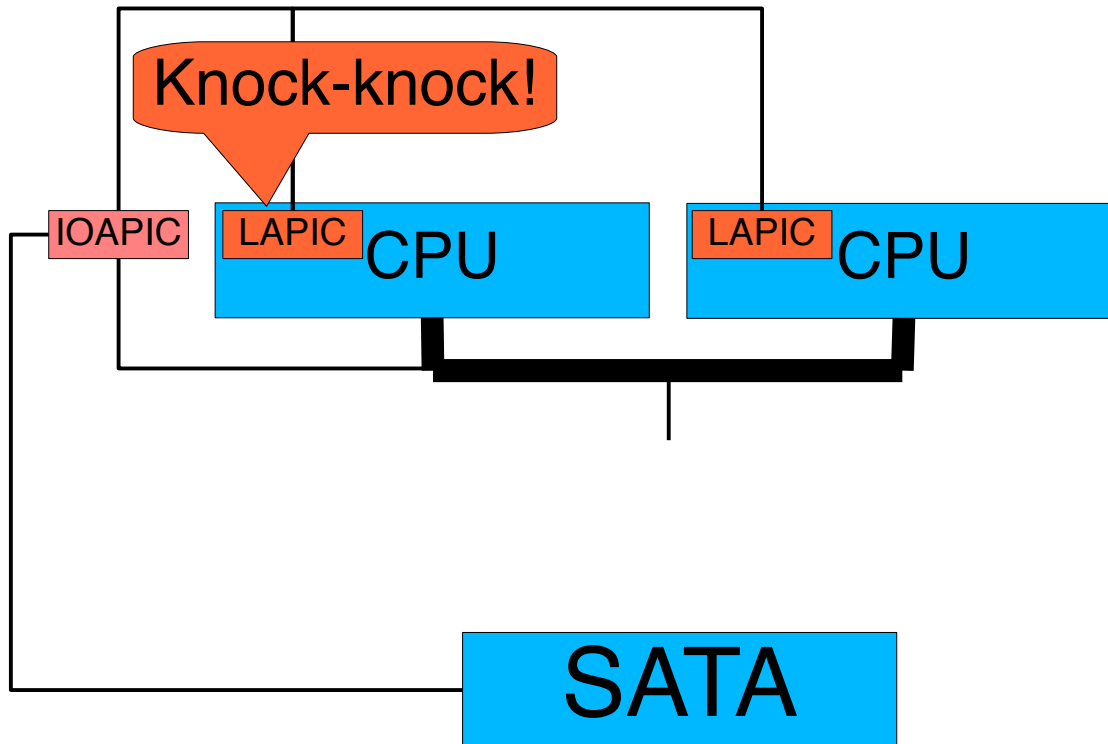 Knock-knock!
IOAPIC
LAPIC
CPU
LAPIC
CPU
SATA